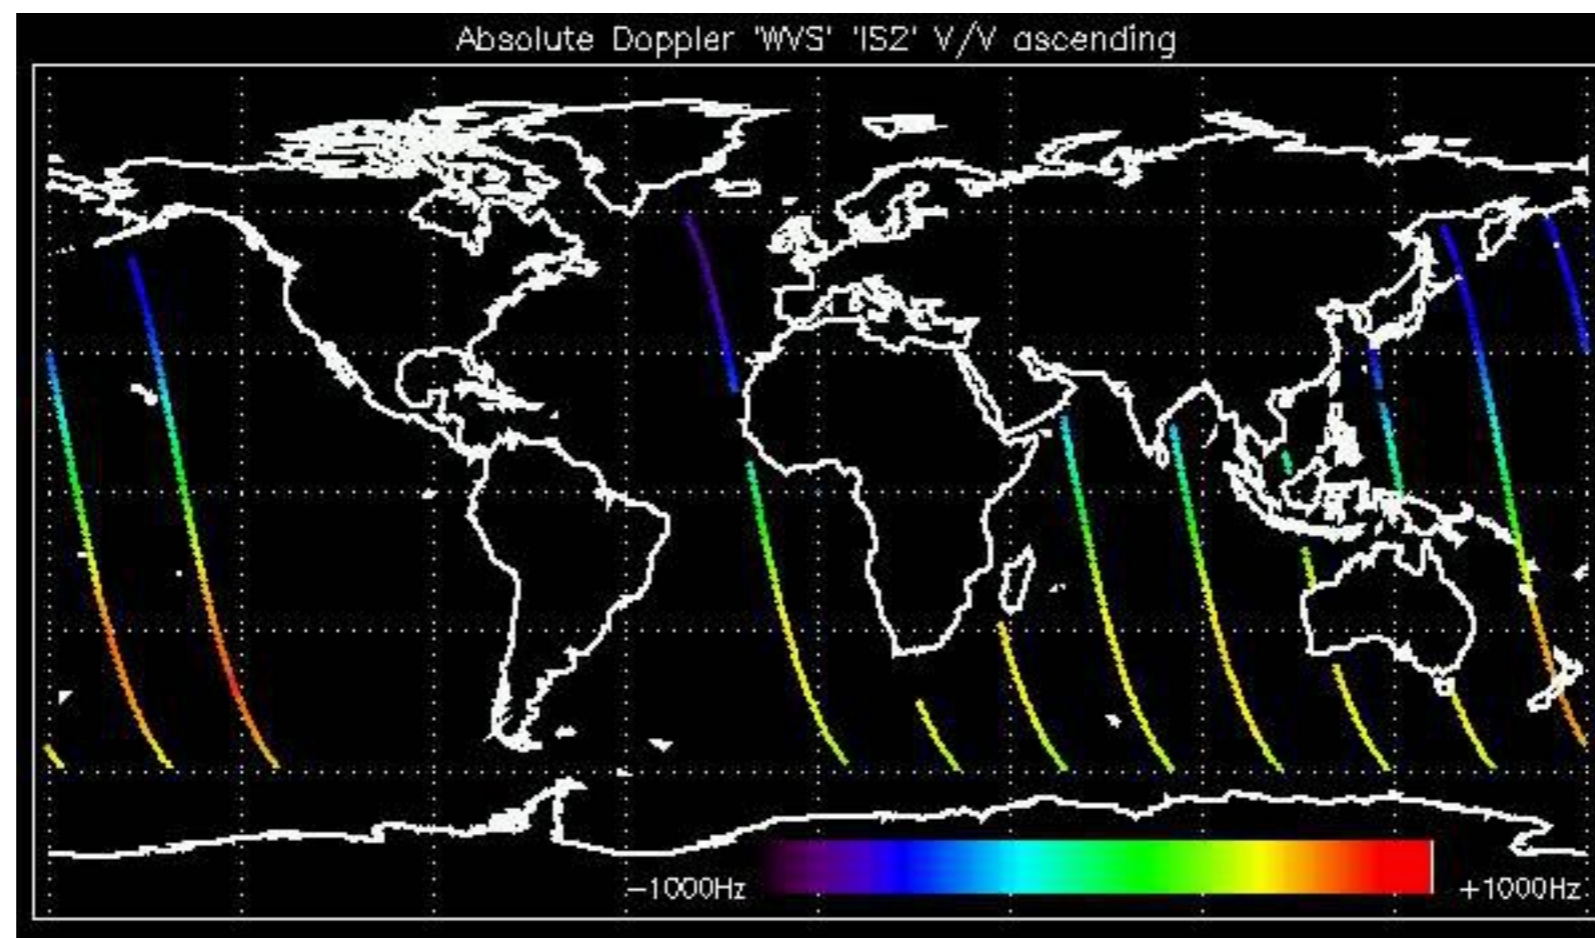 Absolute Doppler 'WVS' 'IS2' V/V ascending
-1000Hz +1000Hz